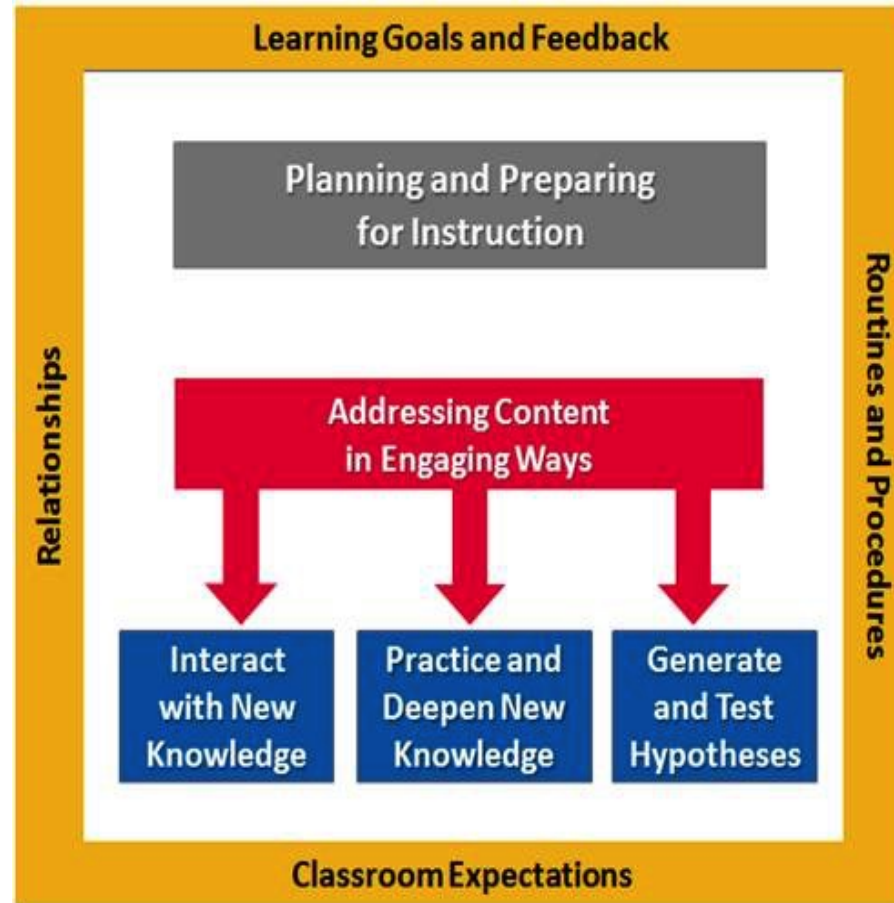 Learning Goals and Feedback
Planning and Preparing
for Instruction
Relationships
Routines and Procedures
Addressing Content
in Engaging Ways
Interact
with New
Knowledge
Practice and
Deepen New
Knowledge
Generate
and Test
Hypotheses
Classroom Expectations